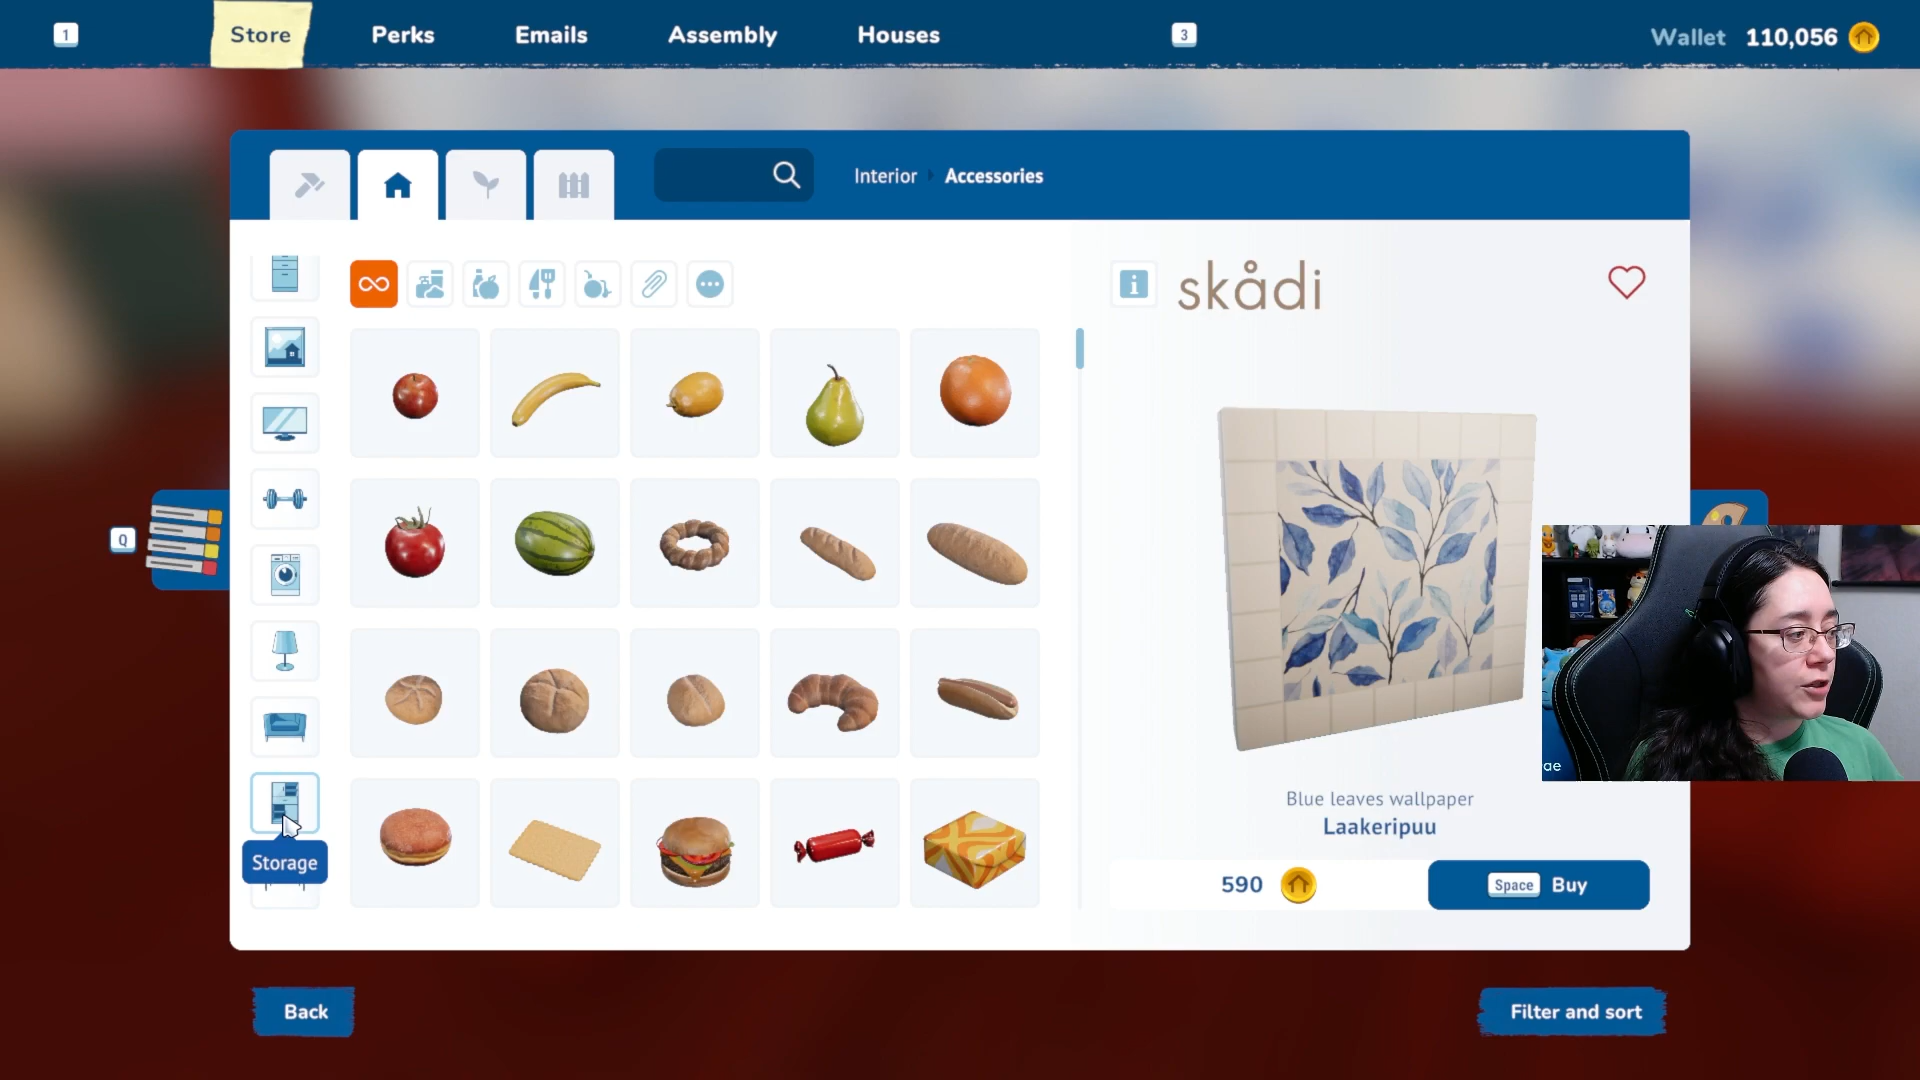 1
Store
Perks
Emails
Assembly
Houses
3
Wallet 110,056
Interior
Accessories
skådi
Q
Storage
ae
Blue leaves wallpaper
Laakeripuu
590
Space Buy
Back
Filter and sort